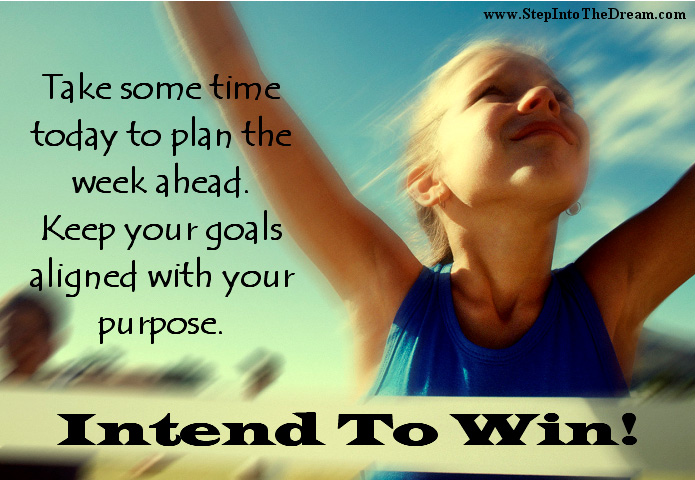 www.StepIntoTheDream.com
Take some time
today to plan the
week ahead.
Keep your goals
aligned with your
purpose.
Intend To Win!